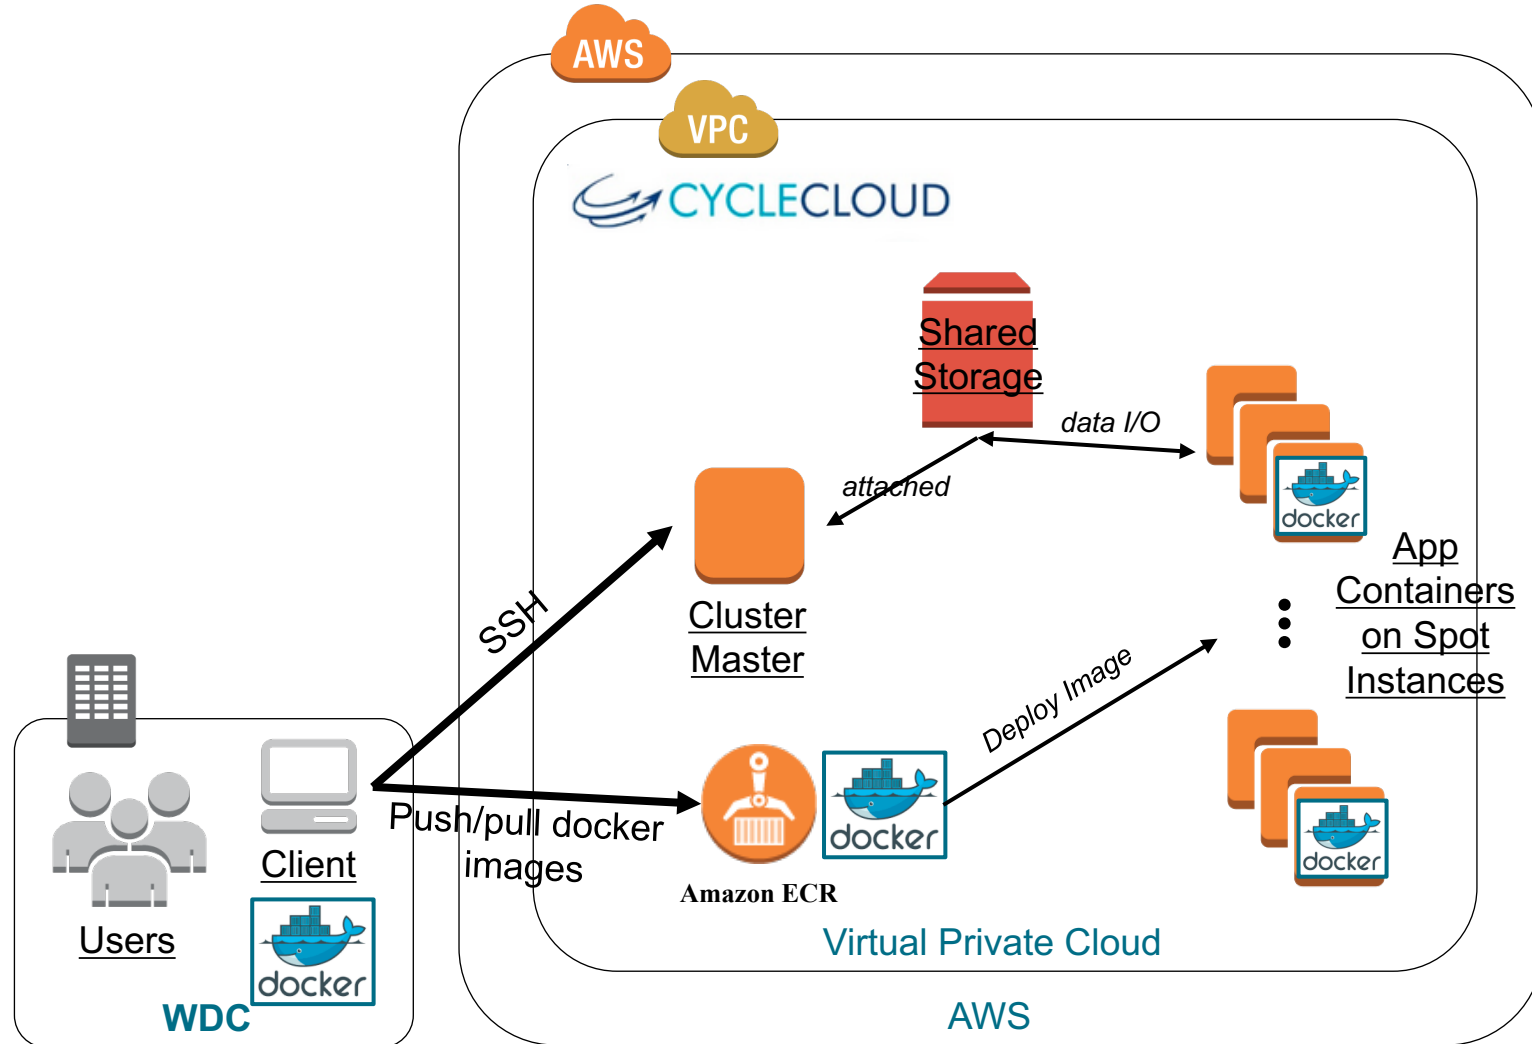 AWS
VPC
CYCLECLOUD
Shared
Storage
data I/O
attached
docker
App
Containers
on Spot
Instances
SSH
Cluster
Master
Deploy Image
Push/pull docker
images
docker
docker
Amazon ECR
Client
Users
docker
WDC
Virtual Private Cloud
AWS